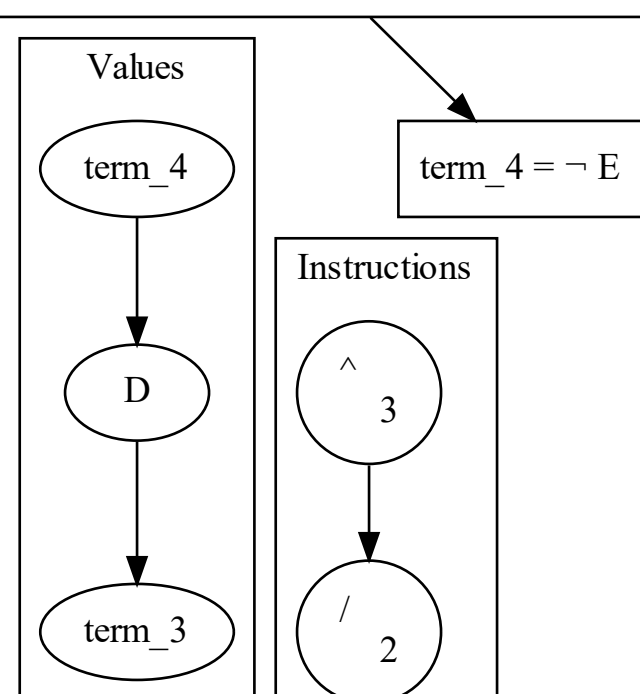 Values
term_4
D
term_3
term_4 = ¬ E
Instructions
^
3
/
2